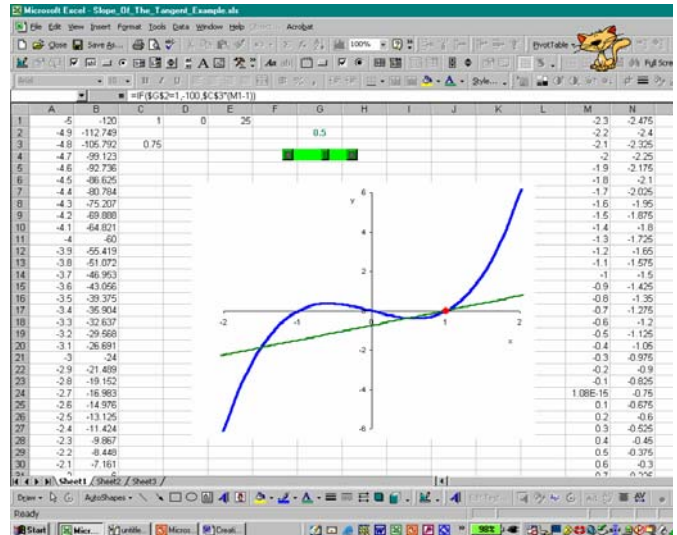 Microsoft Excel - Slope_Of_The_Tangent_Example.xls
File Edit View Insert Format Tools Data Window Help Acrobat
Close Save As... 100% PivotTable
Full Scre
Style...
=IF($G$2=1,-100,$C$3*(M1-1))
A B C D E F G H I J K L M N
1 -5 -120 1 0 25 -2.3 -2.475
2 -4.9 -112.749 0.5 -2.2 -2.4
3 -4.8 -105.792 0.75 -2.1 -2.325
4 -4.7 -99.123 -2 -2.25
5 -4.6 -92.736 -1.9 -2.175
6 -4.5 -86.625 -1.8 -2.1
7 -4.4 -80.784 -1.7 -2.025
8 -4.3 -75.207 -1.6 -1.95
9 -4.2 -69.888 -1.5 -1.875
10 -4.1 -64.821 -1.4 -1.8
11 -4 -60 -1.3 -1.725
12 -3.9 -55.419 -1.2 -1.65
13 -3.8 -51.072 -1.1 -1.575
14 -3.7 -46.953 -1 -1.5
15 -3.6 -43.056 -0.9 -1.425
16 -3.5 -39.375 -0.8 -1.35
17 -3.4 -35.904 -0.7 -1.275
18 -3.3 -32.637 -0.6 -1.2
19 -3.2 -29.568 -0.5 -1.125
20 -3.1 -26.691 -0.4 -1.05
21 -3 -24 -0.3 -0.975
22 -2.9 -21.489 -0.2 -0.9
23 -2.8 -19.152 -0.1 -0.825
24 -2.7 -16.983 1.08E-15 -0.75
25 -2.6 -14.976 0.1 -0.675
26 -2.5 -13.125 0.2 -0.6
27 -2.4 -11.424 0.3 -0.525
28 -2.3 -9.867 0.4 -0.45
29 -2.2 -8.448 0.5 -0.375
30 -2.1 -7.161 0.6 -0.3
y 6
4
2
-2 -1 0 1 2
x
-2
-4
-6
Sheet1 Sheet2 Sheet3
Draw AutoShapes
Ready
Start Micr... Untitle... Micros... Creati... 98%